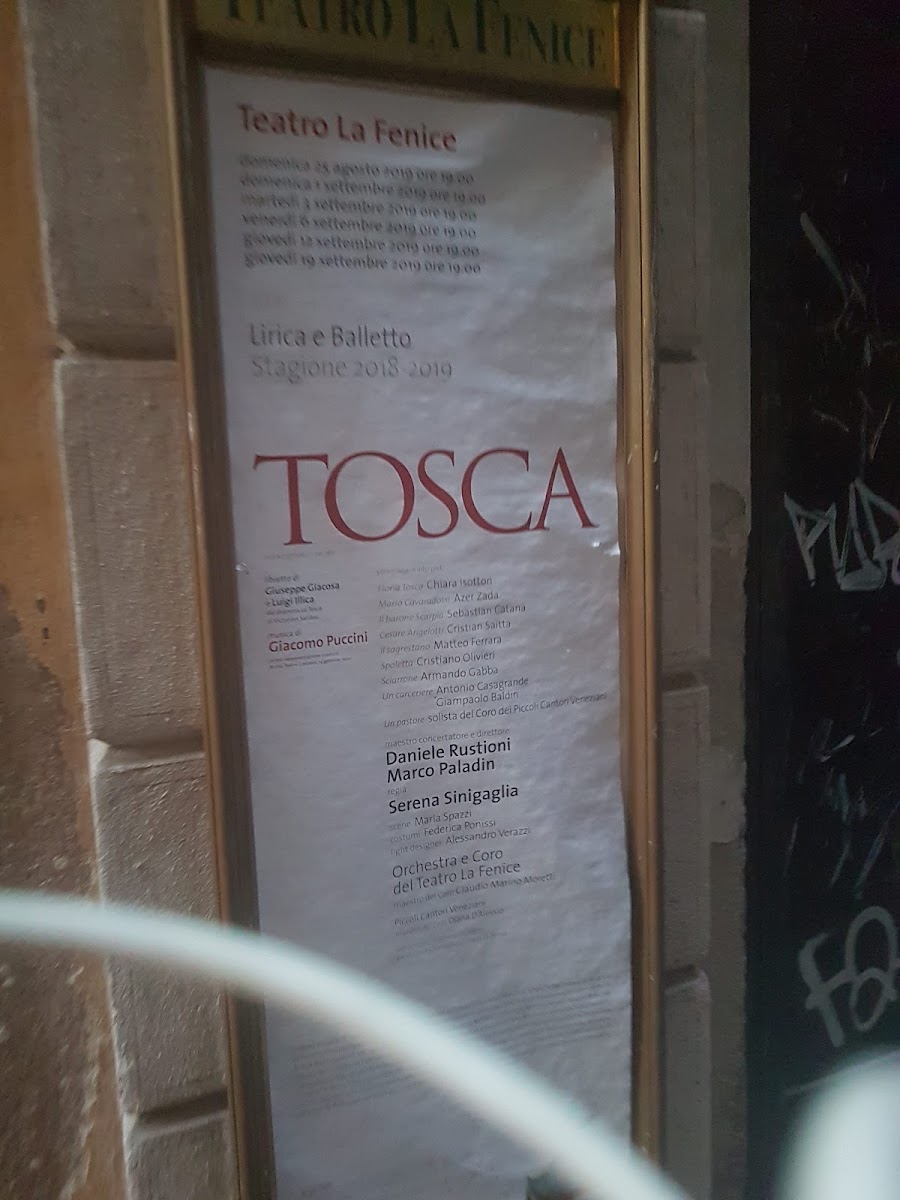 TEATRO LA FENICE
Teatro La Fenice
domenica 25 agosto 2019 ore 19.00
domenica 1 settembre 2019 ore 19.00
martedì 3 settembre 2019 ore 19.00
venerdì 6 settembre 2019 ore 19.00
giovedì 12 settembre 2019 ore 19.00
giovedì 19 settembre 2019 ore 19.00
Lirica e Balletto
Stagione 2018-2019
TOSCA
libretto di
Giuseppe Giacosa
e Luigi Illica
musica di
Giacomo Puccini
Floria Tosca Chiara Isotton
Mario Cavaradossi Azer Zada
Il barone Scarpia Sebastian Catana
Cesare Angelotti Cristian Saitta
Il sagrestano Matteo Ferrara
Spoletta Cristiano Olivieri
Sciarrone Armando Gabba
Un carceriere Antonio Casagrande
Giampaolo Baldin
Un pastore solista del Coro dei Piccoli Cantori Veneziani
maestro concertatore e direttore
Daniele Rustioni
Marco Paladin
regia
Serena Sinigaglia
scene Maria Spazzi
costumi Federica Ponissi
light designer Alessandro Verazzi
Orchestra e Coro
del Teatro La Fenice
maestro del Coro Claudio Marino Moretti
Piccoli Cantori Veneziani